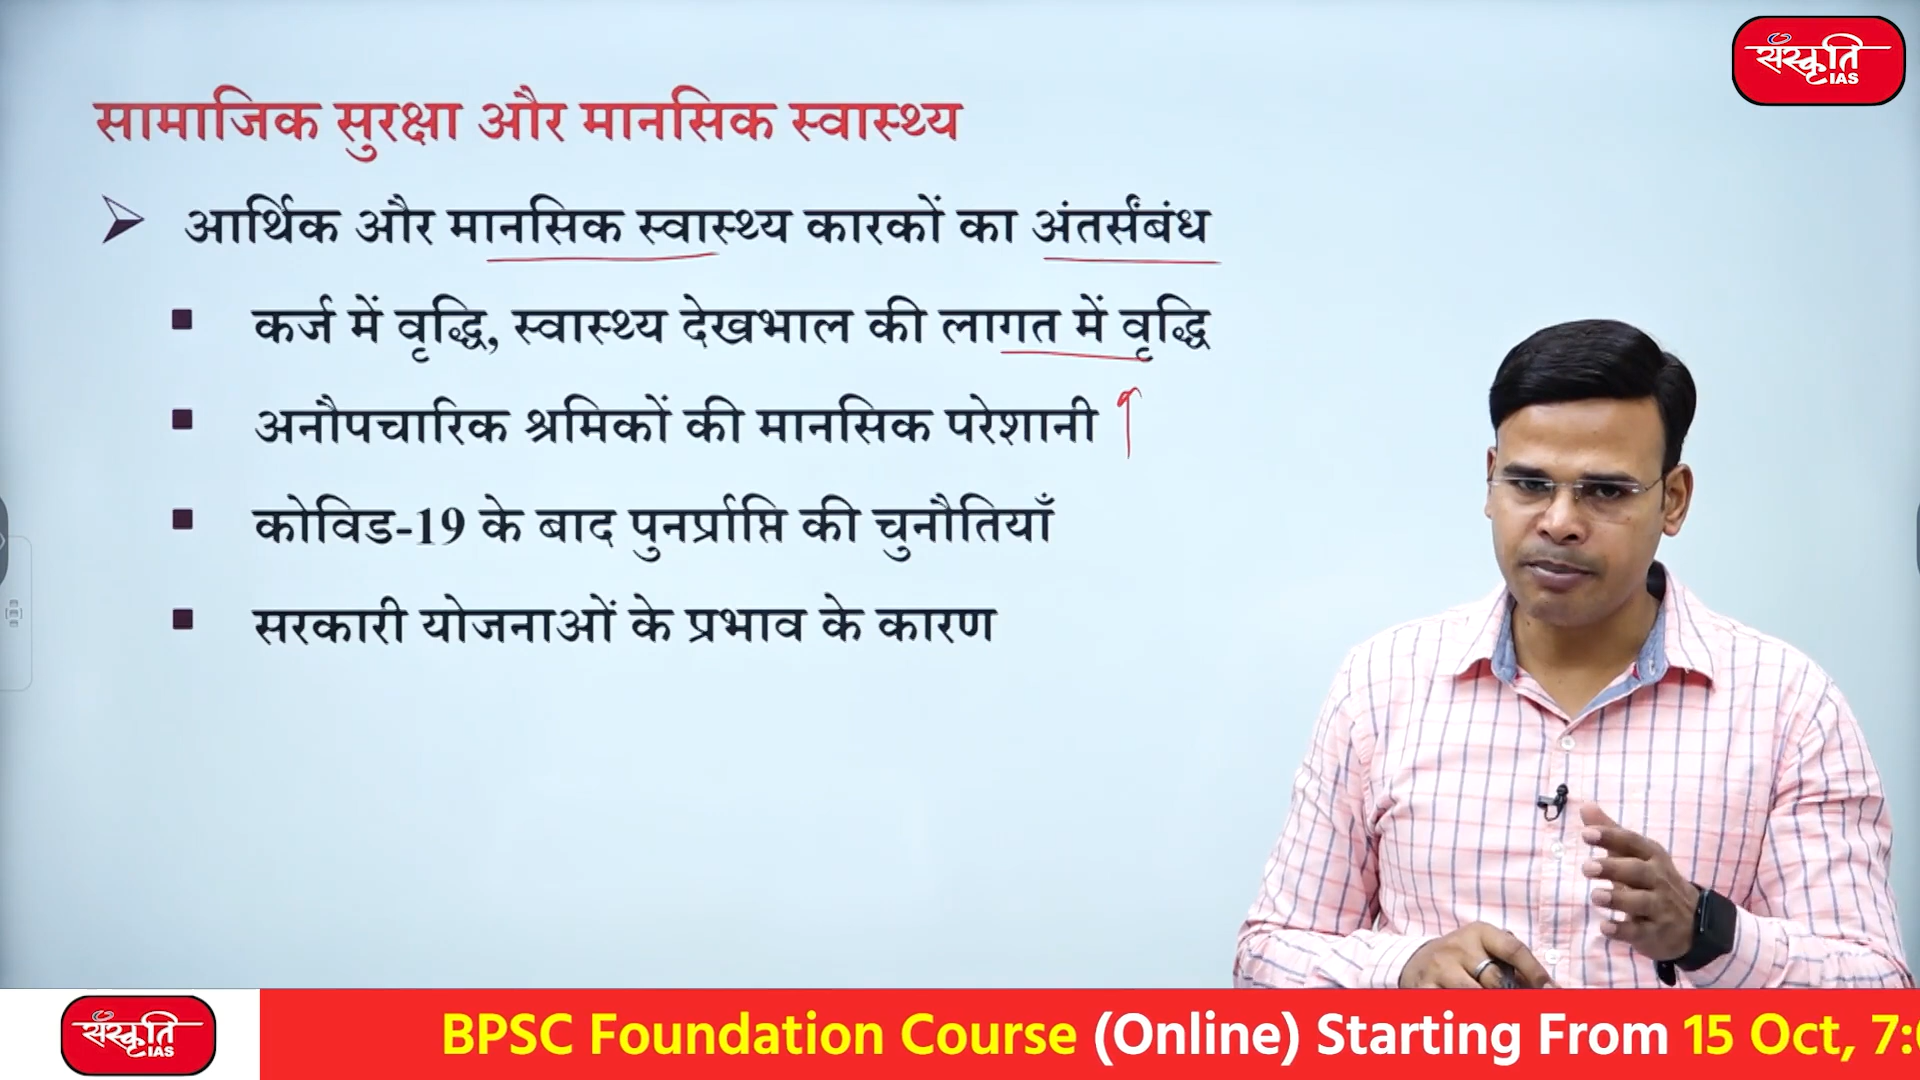 संस्कृति
IAS
सामाजिक सुरक्षा और मानसिक स्वास्थ्य
आर्थिक और मानसिक स्वास्थ्य कारकों का अंतर्संबंध
कर्ज में वृद्धि, स्वास्थ्य देखभाल की लागत में वृद्धि
अनौपचारिक श्रमिकों की मानसिक परेशानी
कोविड-19 के बाद पुनर्प्राप्ति की चुनौतियाँ
सरकारी योजनाओं के प्रभाव के कारण
संस्कृति
IAS
BPSC Foundation Course (Online) Starting From 15 Oct, 7: